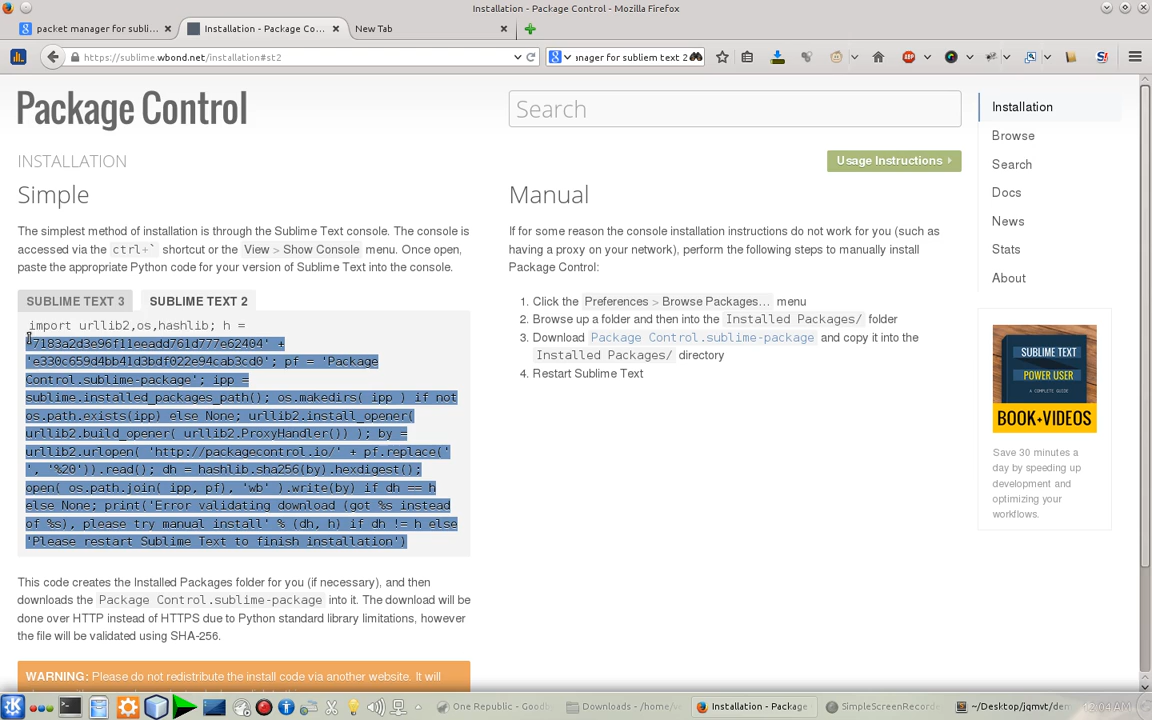 Installation - Package Control - Mozilla Firefox
packet manager for subli...
Installation - Package Co...
New Tab
https://sublime.wbond.net/installation#st2
nager for subliem text 2
Package Control
Search
Installation
Browse
Search
Docs
News
Stats
About
INSTALLATION
Usage Instructions
Simple
The simplest method of installation is through the Sublime Text console. The console is
accessed via the ctrl+` shortcut or the View > Show Console menu. Once open,
paste the appropriate Python code for your version of Sublime Text into the console.
SUBLIME TEXT 3
SUBLIME TEXT 2
import urllib2,os,hashlib; h =
'7183a2d3e96f11eeadd761d777e62404' +
'e330c659d4bb41d3bdf022e94cab3cd0'; pf = 'Package
Control.sublime-package'; ipp =
sublime.installed_packages_path(); os.makedirs( ipp ) if not
os.path.exists(ipp) else None; urllib2.install_opener(
urllib2.build_opener( urllib2.ProxyHandler()) ); by =
urllib2.urlopen( 'http://packagecontrol.io/' + pf.replace('
', '%20')).read(); dh = hashlib.sha256(by).hexdigest();
open( os.path.join( ipp, pf), 'wb' ).write(by) if dh == h
else None; print('Error validating download (got %s instead
of %s), please try manual install' % (dh, h) if dh != h else
'Please restart Sublime Text to finish installation')
This code creates the Installed Packages folder for you (if necessary), and then
downloads the Package Control.sublime-package into it. The download will be
done over HTTP instead of HTTPS due to Python standard library limitations, however
the file will be validated using SHA-256.
WARNING: Please do not redistribute the install code via another website. It will
Manual
If for some reason the console installation instructions do not work for you (such as
having a proxy on your network), perform the following steps to manually install
Package Control:
1. Click the Preferences > Browse Packages... menu
2. Browse up a folder and then into the Installed Packages/ folder
3. Download Package Control.sublime-package and copy it into the
Installed Packages/ directory
4. Restart Sublime Text
SUBLIME TEXT
POWER USER
A COMPLETE GUIDE
BOOK+VIDEOS
Save 30 minutes a
day by speeding up
development and
optimizing your
workflows.
One Republic - Goodb
Downloads - /home/
Installation - Package
SimpleScreenRecord
~/Desktop/jqmvt/den
12:04 AM